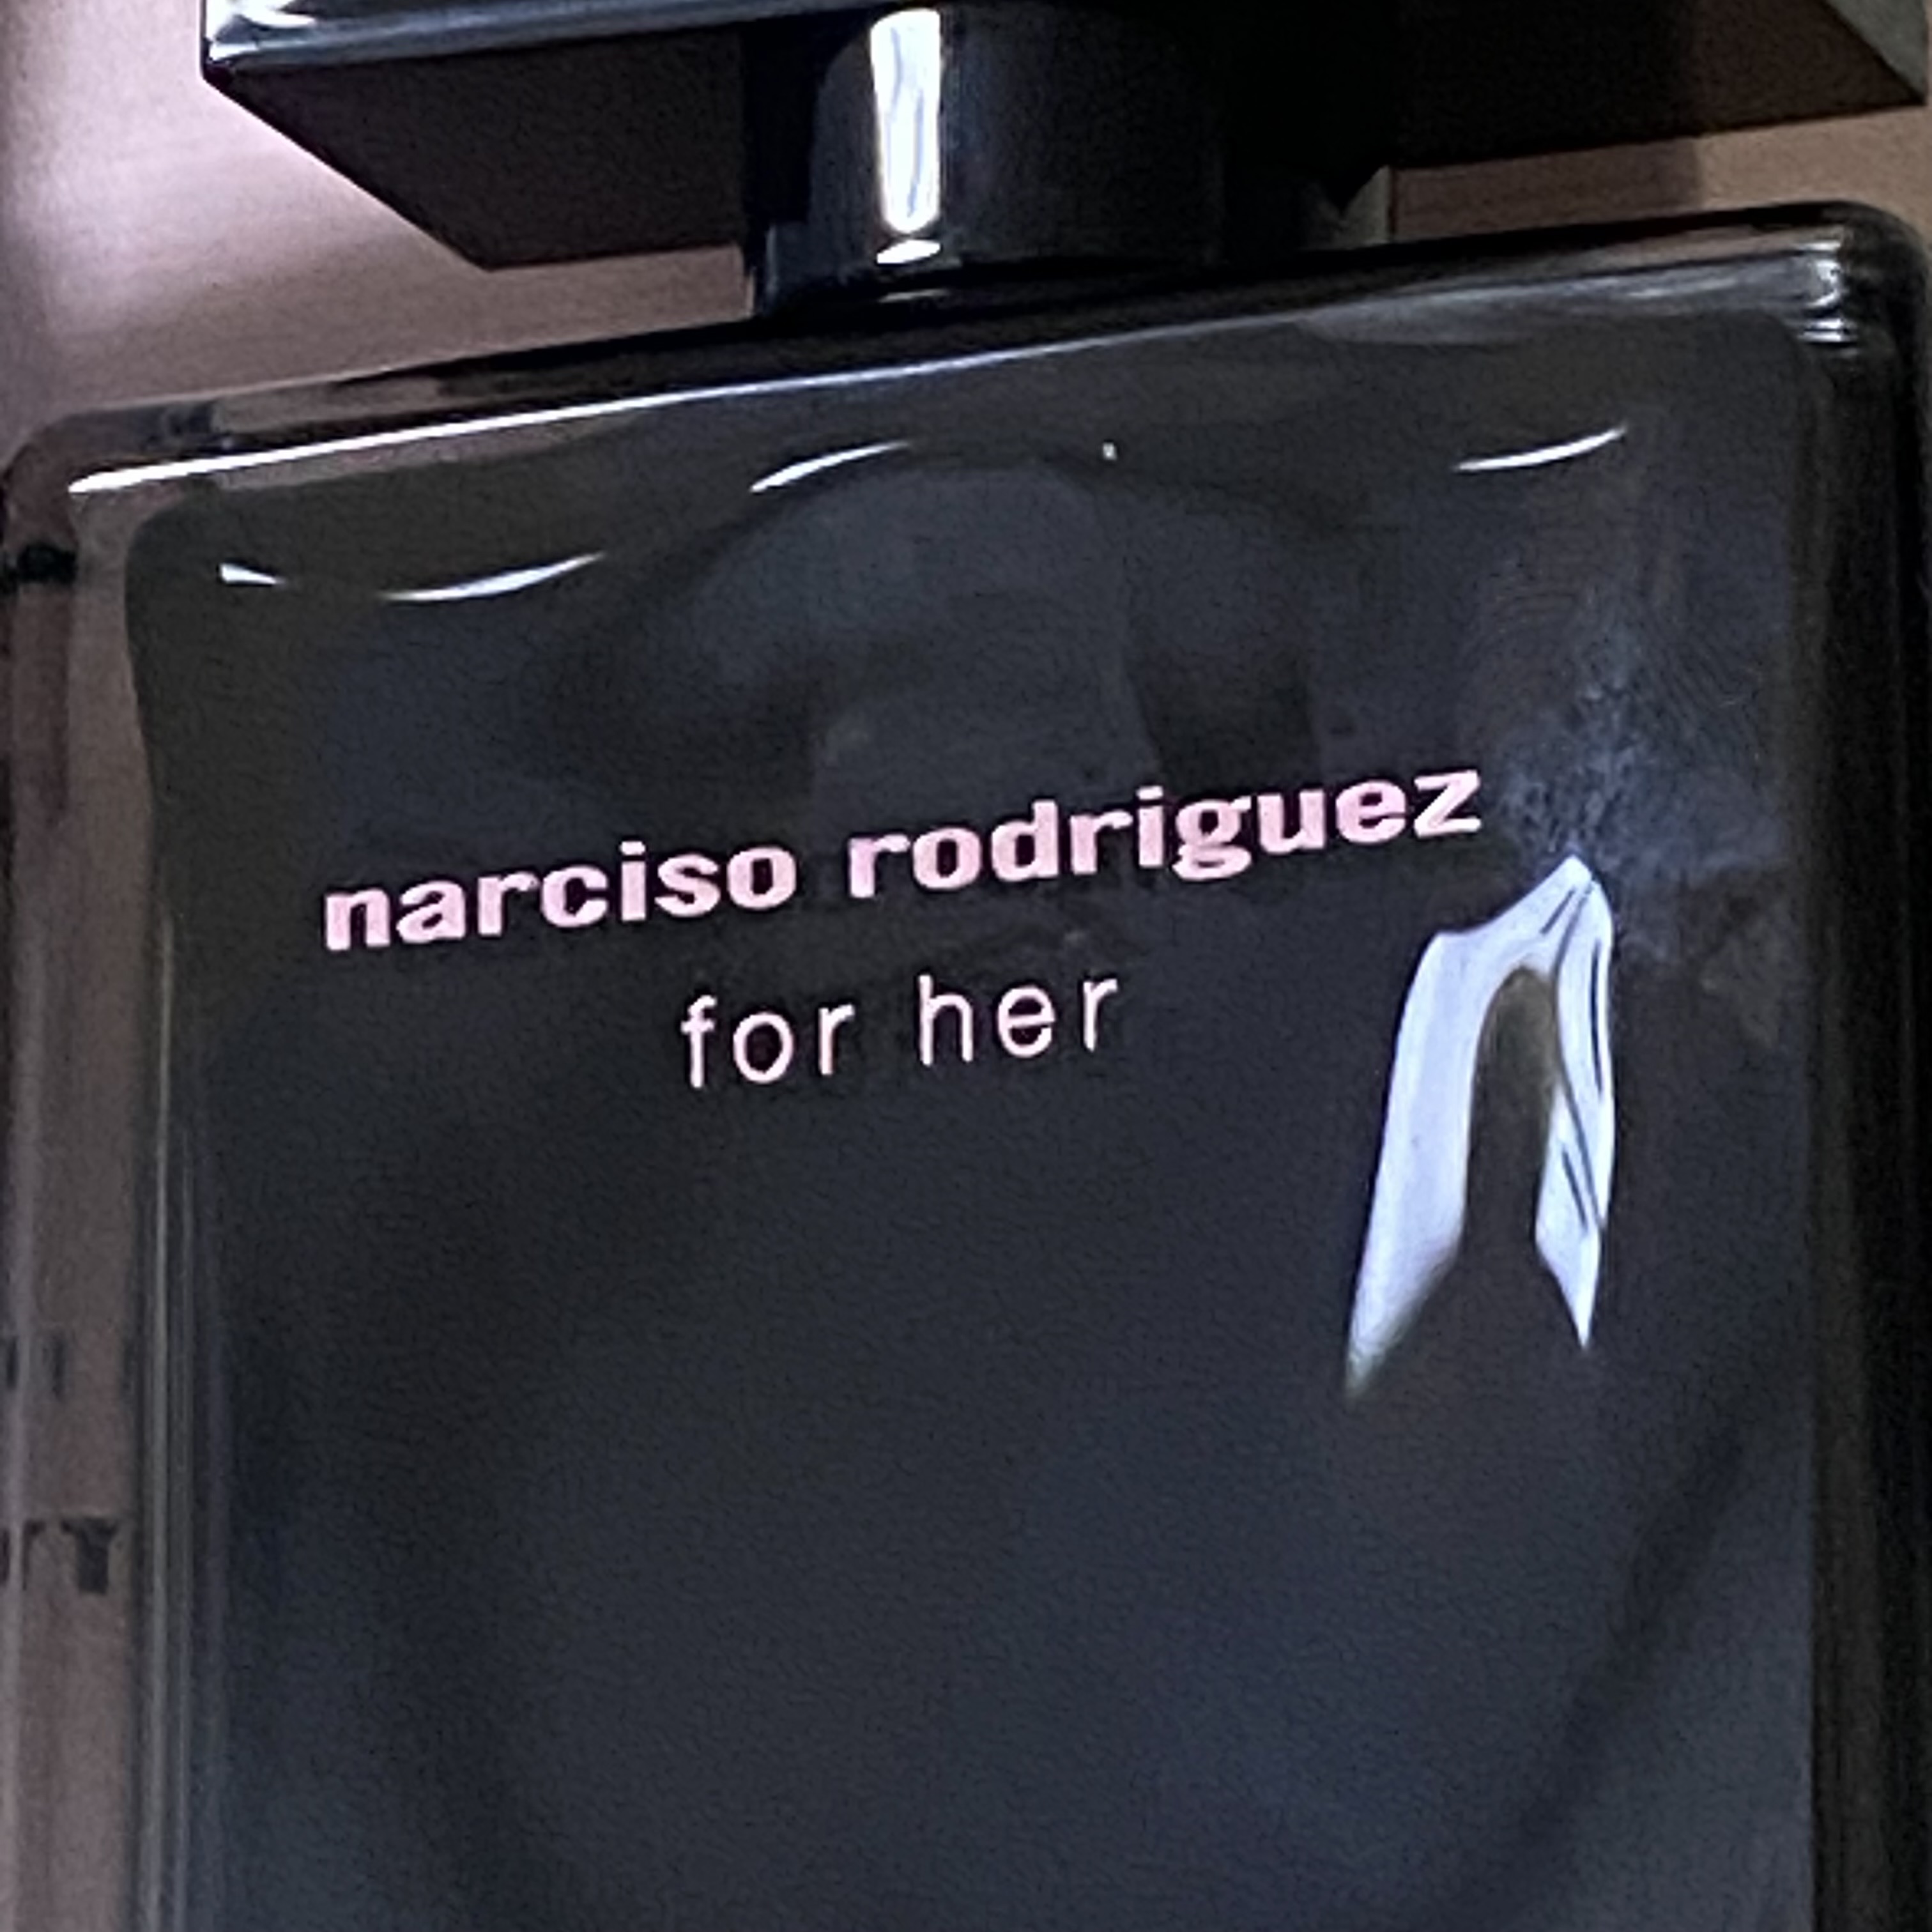 narciso rodriguez
for her